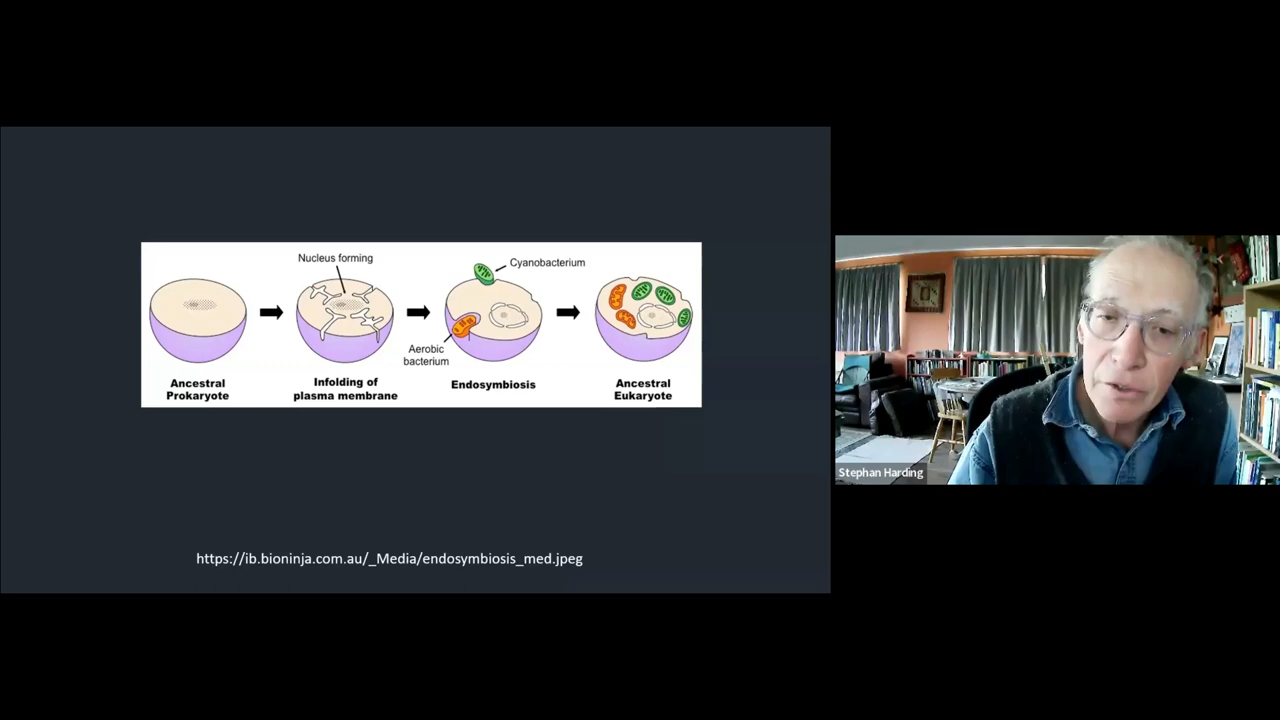 Nucleus forming
Cyanobacterium
Aerobic
bacterium
Ancestral
Prokaryote
Infolding of
plasma membrane
Endosymbiosis
Ancestral
Eukaryote
https://ib.bioninja.com.au/_Media/endosymbiosis_med.jpeg
Stephan Harding